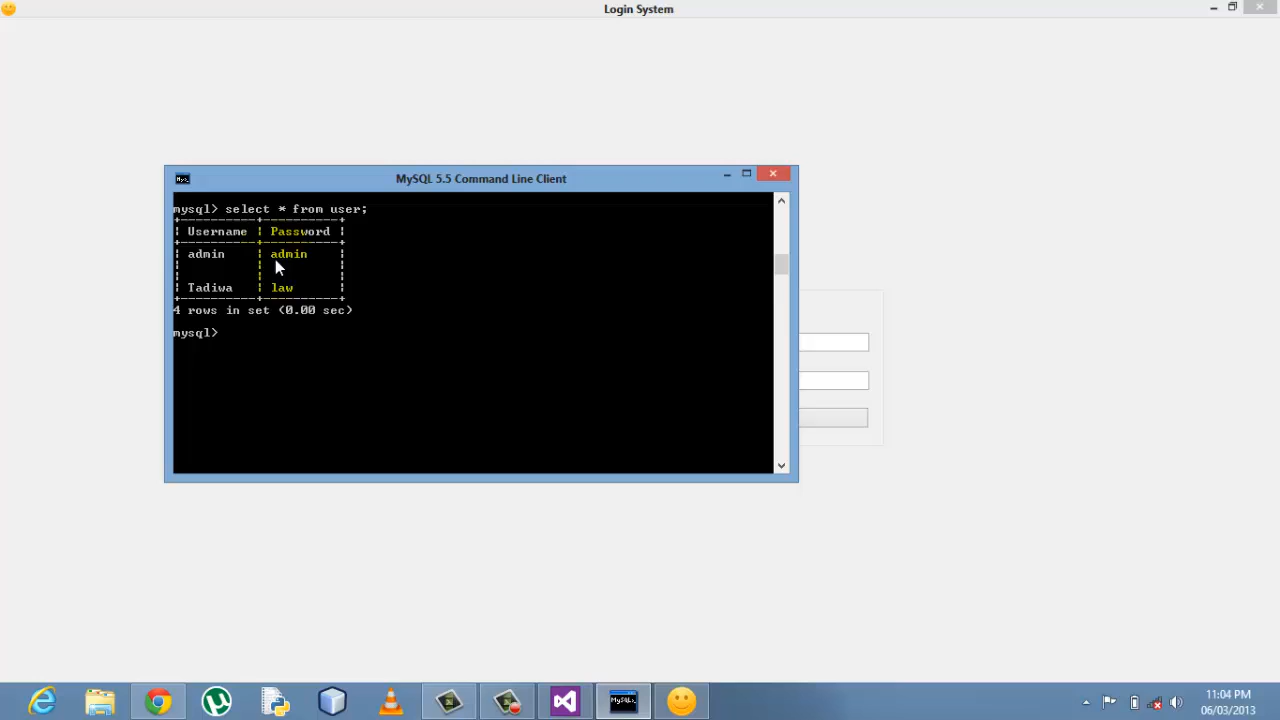 Login System
MySQL 5.5 Command Line Client
mysql> select * from user;
| Username | Password |
| admin | admin |
| Tadiwa | law |
4 rows in set (0.00 sec)
mysql>
11:04 PM
06/03/2013